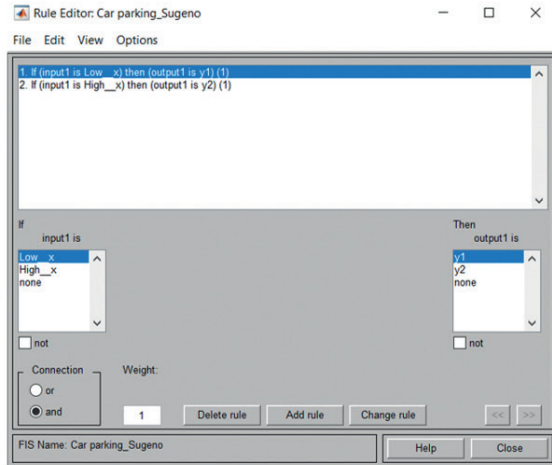 Rule Editor: Car parking_Sugeno
File Edit View Options
1. If (input1 is Low__x) then (output1 is y1) (1)
2. If (input1 is High__x) then (output1 is y2) (1)
If
Then
input1 is
output1 is
Low__x
High__x
none
y1
y2
none
not
not
Connection
or
and
Weight:
1
Delete rule
Add rule
Change rule
<<
>>
FIS Name: Car parking_Sugeno
Help
Close